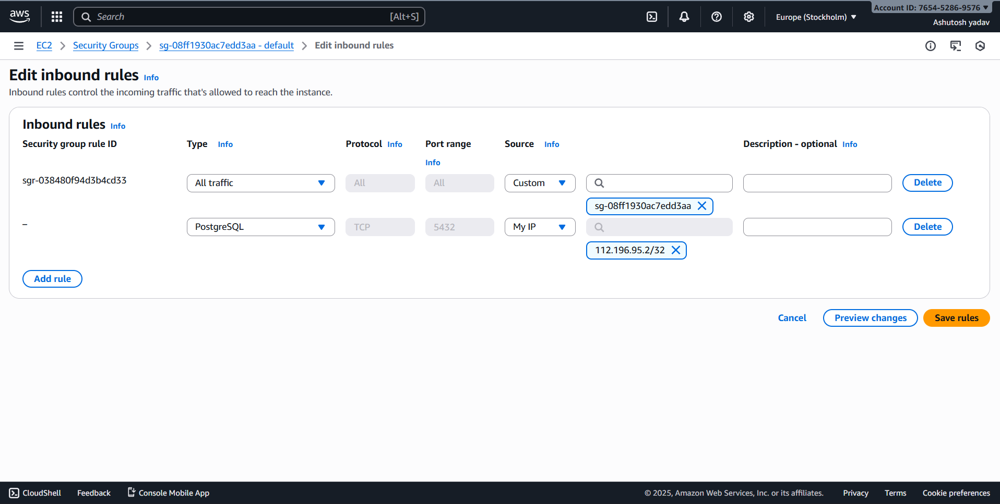 aws
Search [Alt+S]
Europe (Stockholm)
Account ID: 7654-5286-9576
Ashutosh yadav
EC2 Security Groups sg-08ff1930ac7edd3aa - default Edit inbound rules
Edit inbound rules Info
Inbound rules control the incoming traffic that's allowed to reach the instance.
Inbound rules Info
Security group rule ID Type Info Protocol Info Port range Info Source Info Description - optional Info
sgr-038480f94d3b4cd33 All traffic All All Custom Delete
sg-08ff1930ac7edd3aa
– PostgreSQL TCP 5432 My IP Delete
112.196.95.2/32
Add rule
Cancel Preview changes Save rules
CloudShell Feedback Console Mobile App © 2025, Amazon Web Services, Inc. or its affiliates. Privacy Terms Cookie preferences